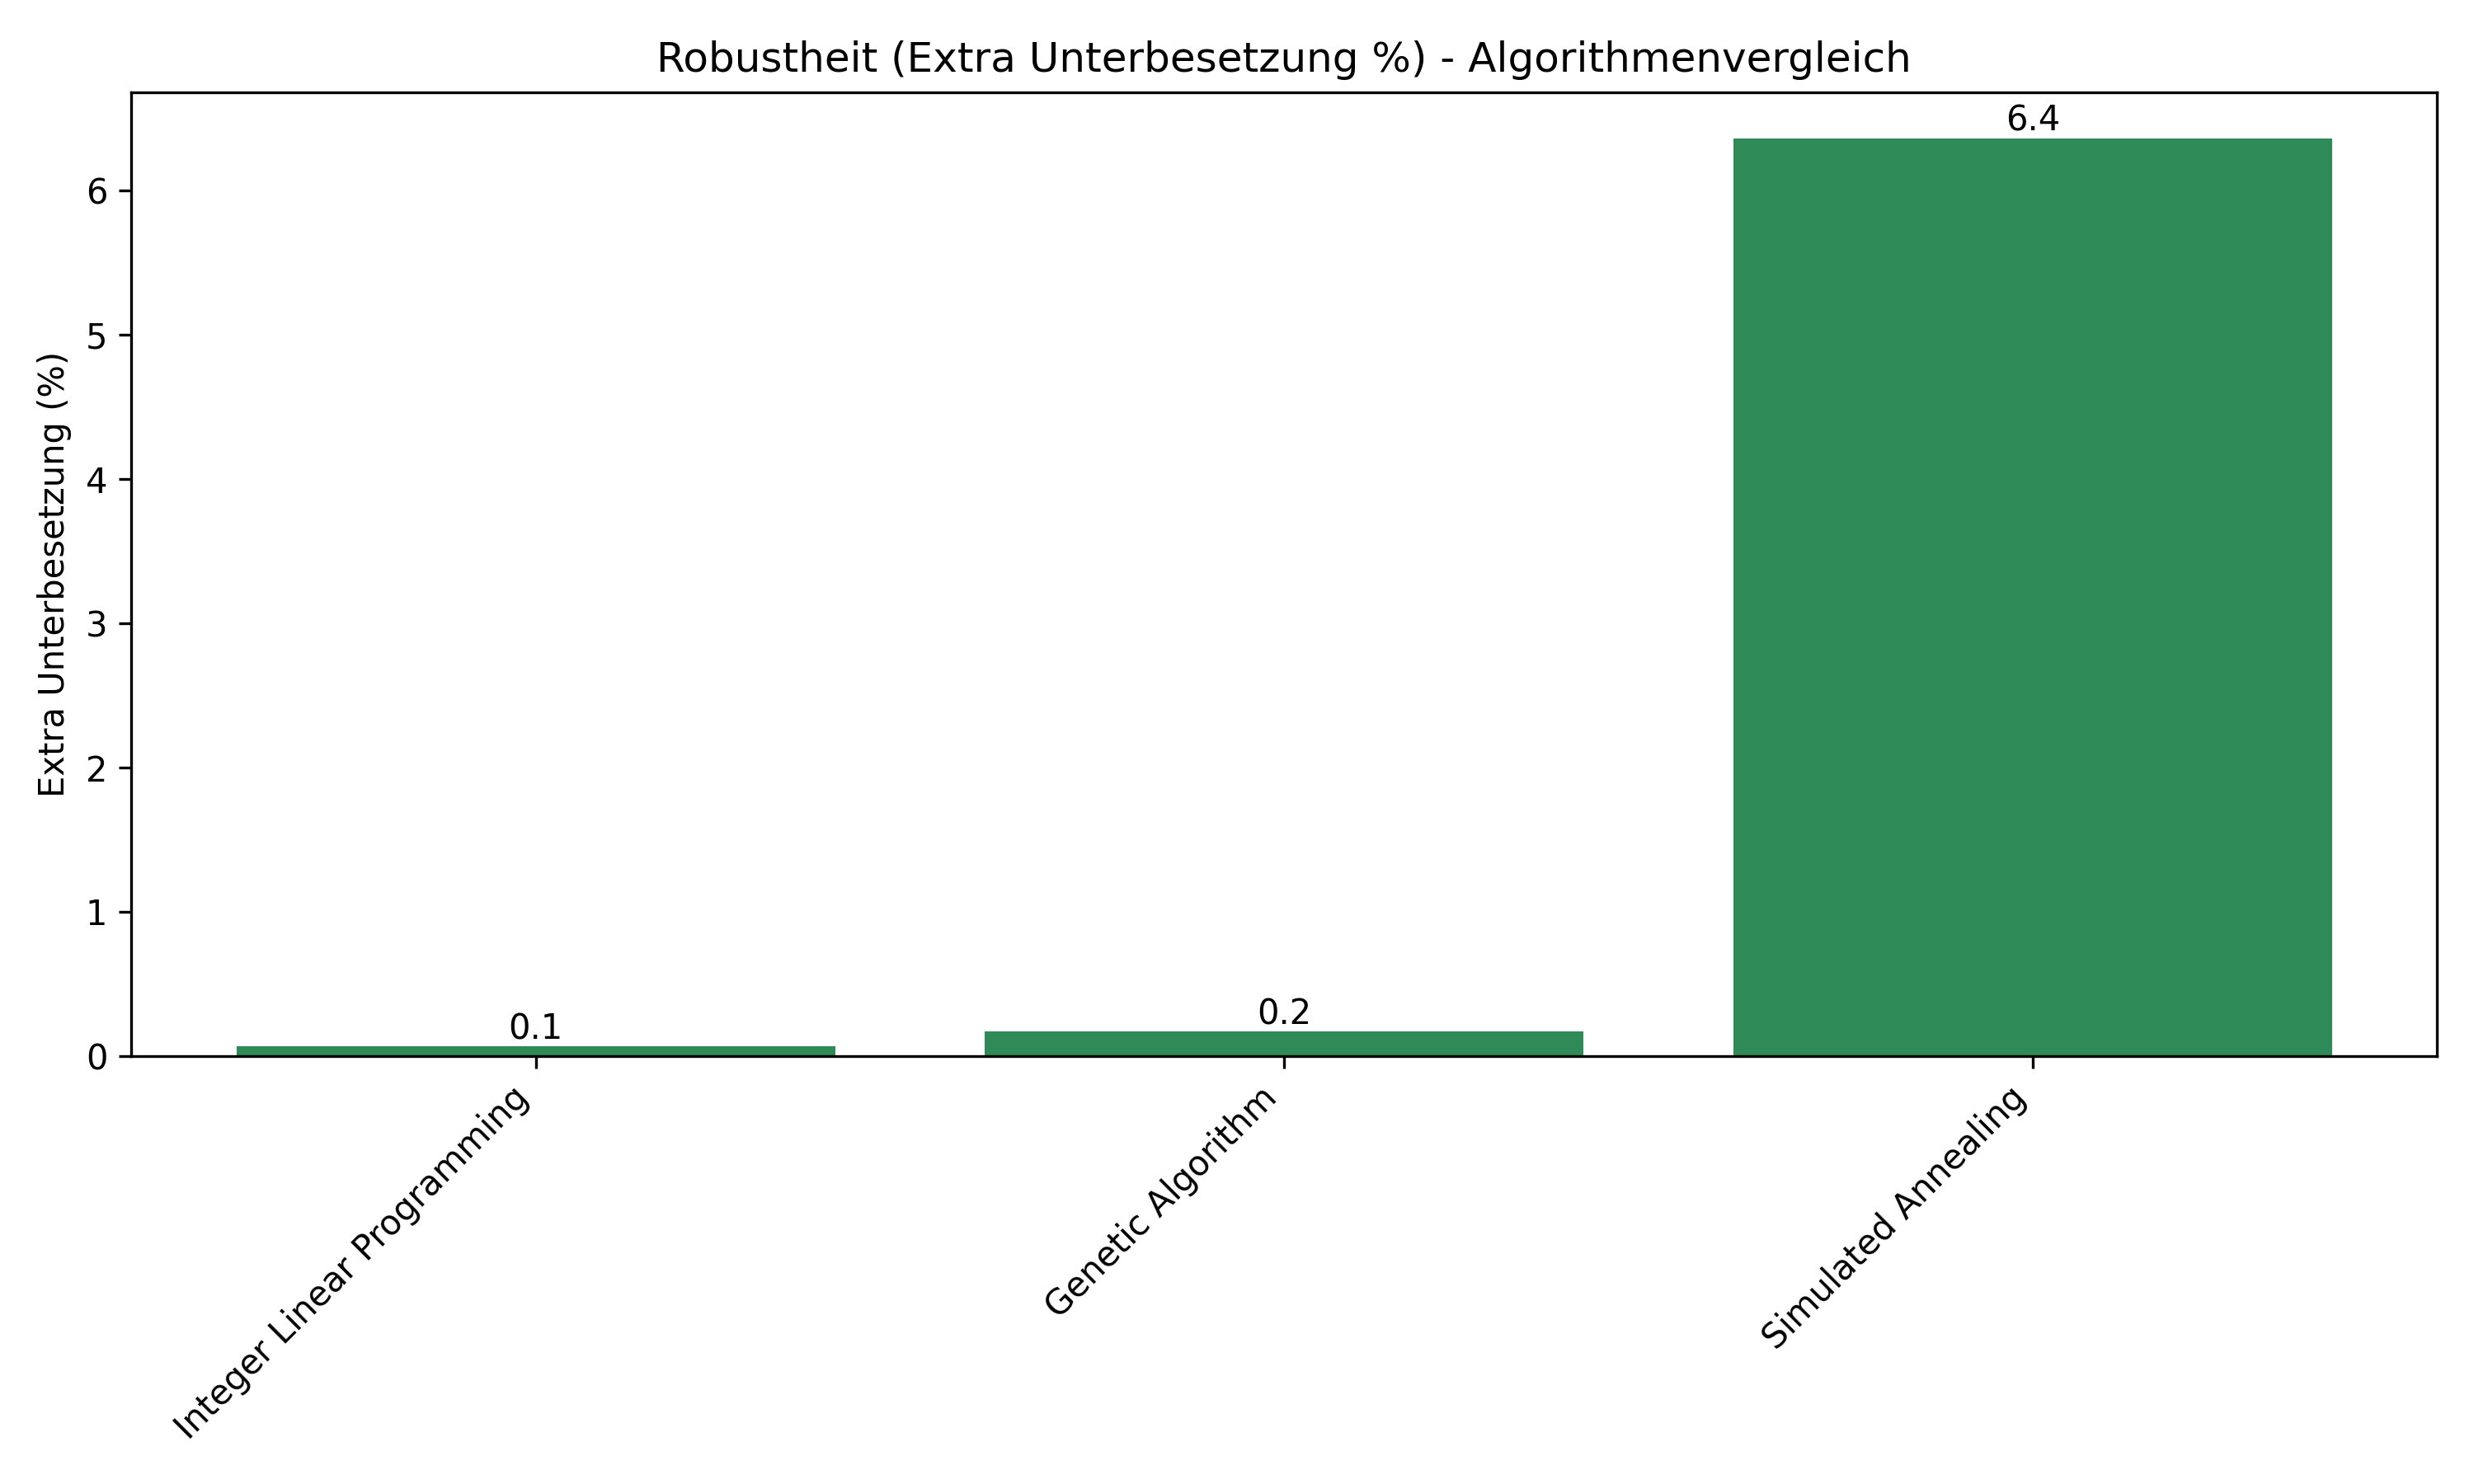 Robustheit (Extra Unterbesetzung %) - Algorithmenvergleich
Extra Unterbesetzung (%)
6
5
4
3
2
1
0
0.1
0.2
6.4
Integer Linear Programming
Genetic Algorithm
Simulated Annealing